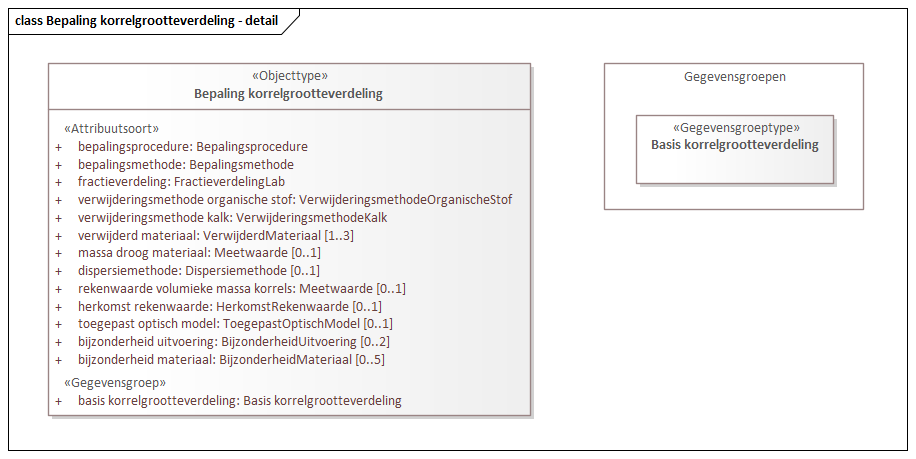 class Bepaling korrelgrootteverdeling - detail
«Objecttype»
Bepaling korrelgrootteverdeling
«Attribuutsoort»
+ bepalingsprocedure: Bepalingsprocedure
+ bepalingsmethode: Bepalingsmethode
+ fractieverdeling: FractieverdelingLab
+ verwijderingsmethode organische stof: VerwijderingsmethodeOrganischeStof
+ verwijderingsmethode kalk: VerwijderingsmethodeKalk
+ verwijderd materiaal: VerwijderdMateriaal [1..3]
+ massa droog materiaal: Meetwaarde [0..1]
+ dispersiemethode: Dispersiemethode [0..1]
+ rekenwaarde volumieke massa korrels: Meetwaarde [0..1]
+ herkomst rekenwaarde: HerkomstRekenwaarde [0..1]
+ toegepast optisch model: ToegepastOptischModel [0..1]
+ bijzonderheid uitvoering: BijzonderheidUitvoering [0..2]
+ bijzonderheid materiaal: BijzonderheidMateriaal [0..5]
«Gegevensgroep»
+ basis korrelgrootteverdeling: Basis korrelgrootteverdeling
Gegevensgroepen
«Gegevensgroeptype»
Basis korrelgrootteverdeling